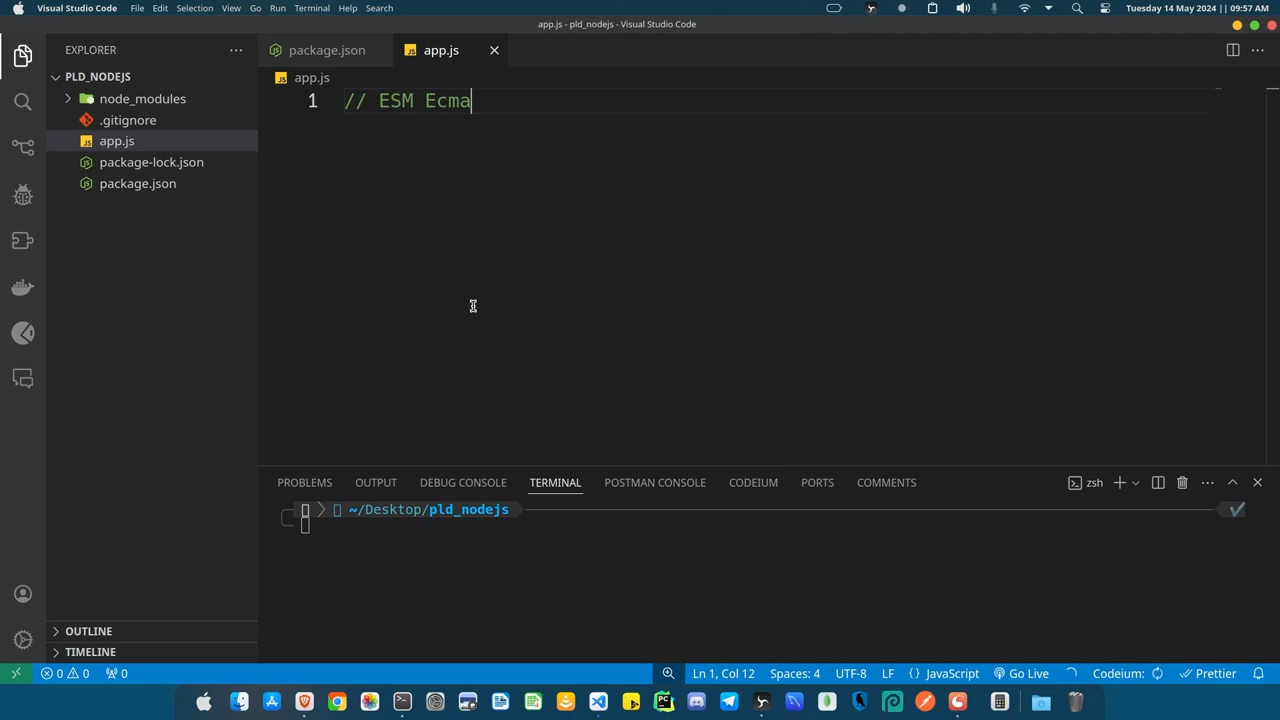 Visual Studio Code File Edit Selection View Go Run Terminal Help Search Tuesday 14 May 2024 || 09:57 AM
app.js - pld_nodejs - Visual Studio Code
EXPLORER
package.json
app.js
PLD_NODEJS
app.js
node_modules
1 // ESM Ecma
.gitignore
app.js
package-lock.json
package.json
PROBLEMS OUTPUT DEBUG CONSOLE TERMINAL POSTMAN CONSOLE CODEIUM PORTS COMMENTS
zsh
~/Desktop/pld_nodejs
OUTLINE
TIMELINE
0 0 0 Ln 1, Col 12 Spaces: 4 UTF-8 LF {} JavaScript Go Live Codeium: Prettier